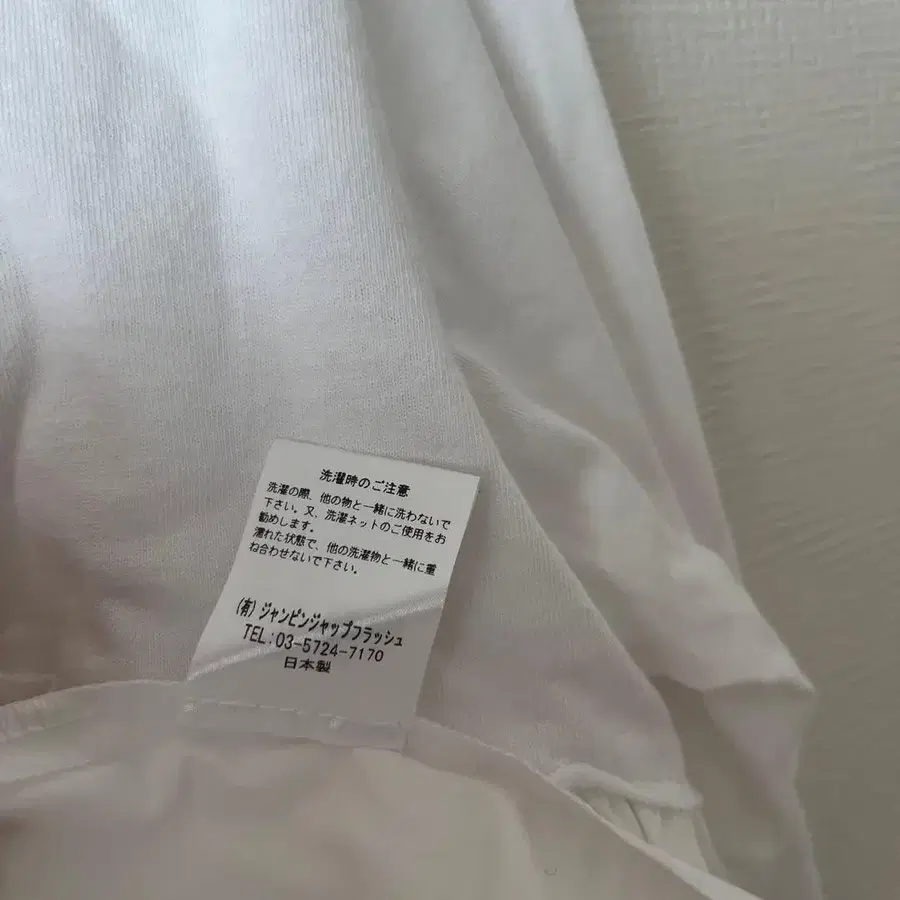 洗濯時のご注意
洗濯の際、他の物と一緒に洗わないで
下さい。又、洗濯ネットのご使用をお
勧めします。
濡れた状態で、他の洗濯物と一緒に重
ね合わせないで下さい。
(有)ジャンピンジャップフラッシュ
TEL:03-5724-7170
日本製